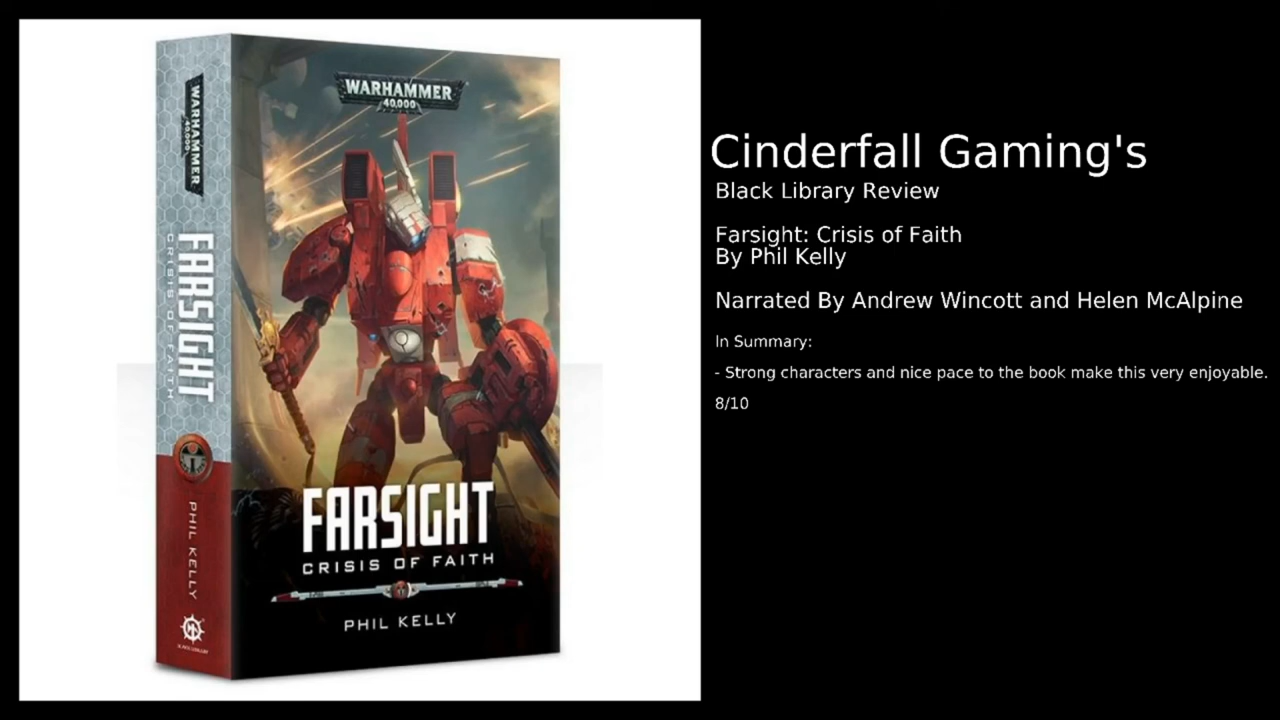 WARHAMMER
40,000
FARSIGHT
CRISIS OF FAITH
PHIL KELLY
WARHAMMER
40,000
FARSIGHT
CRISIS OF FAITH
PHIL KELLY
BLACK LIBRARY
Cinderfall Gaming's
Black Library Review
Farsight: Crisis of Faith
By Phil Kelly
Narrated By Andrew Wincott and Helen McAlpine
In Summary:
- Strong characters and nice pace to the book make this very enjoyable.
8/10